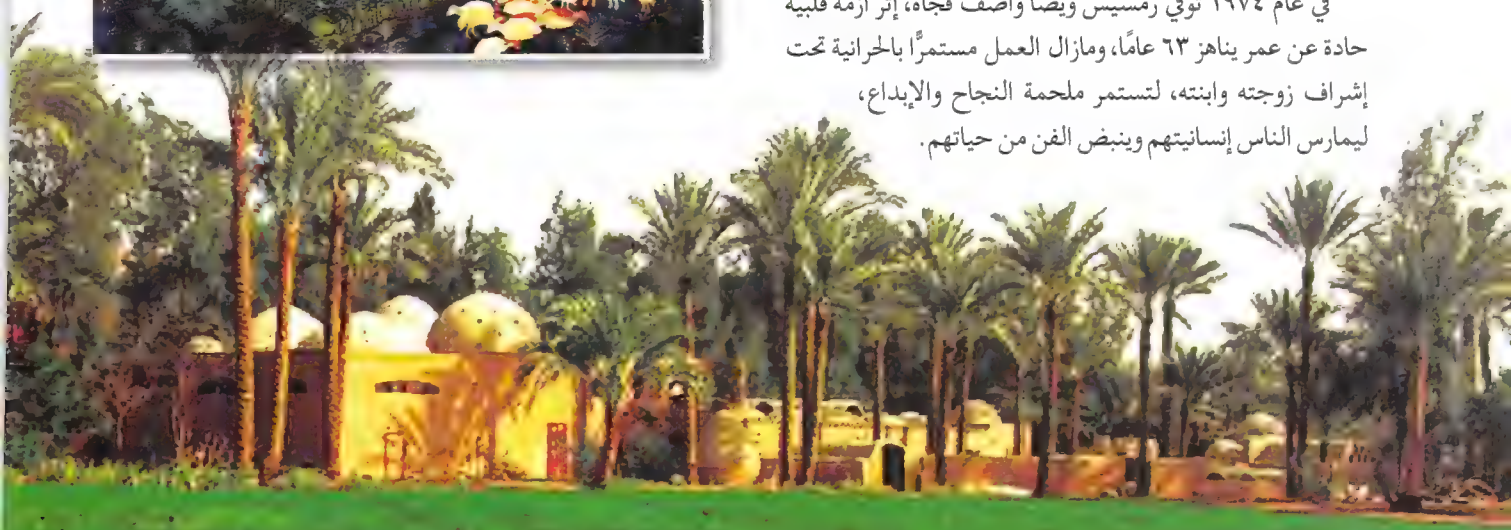 في عام ١٩٧٤ توفي رمسيس ويصا واصف فجأة، إثر أزمة قلبية
حادة عن عمر يناهز ٦٣ عامًا، ومازال العمل مستمرًّا بالحرانية تحت
إشراف زوجته وابنته، لتستمر ملحمة النجاح والإبداع،
ليمارس الناس إنسانيتهم وينبض الفن من حياتهم.